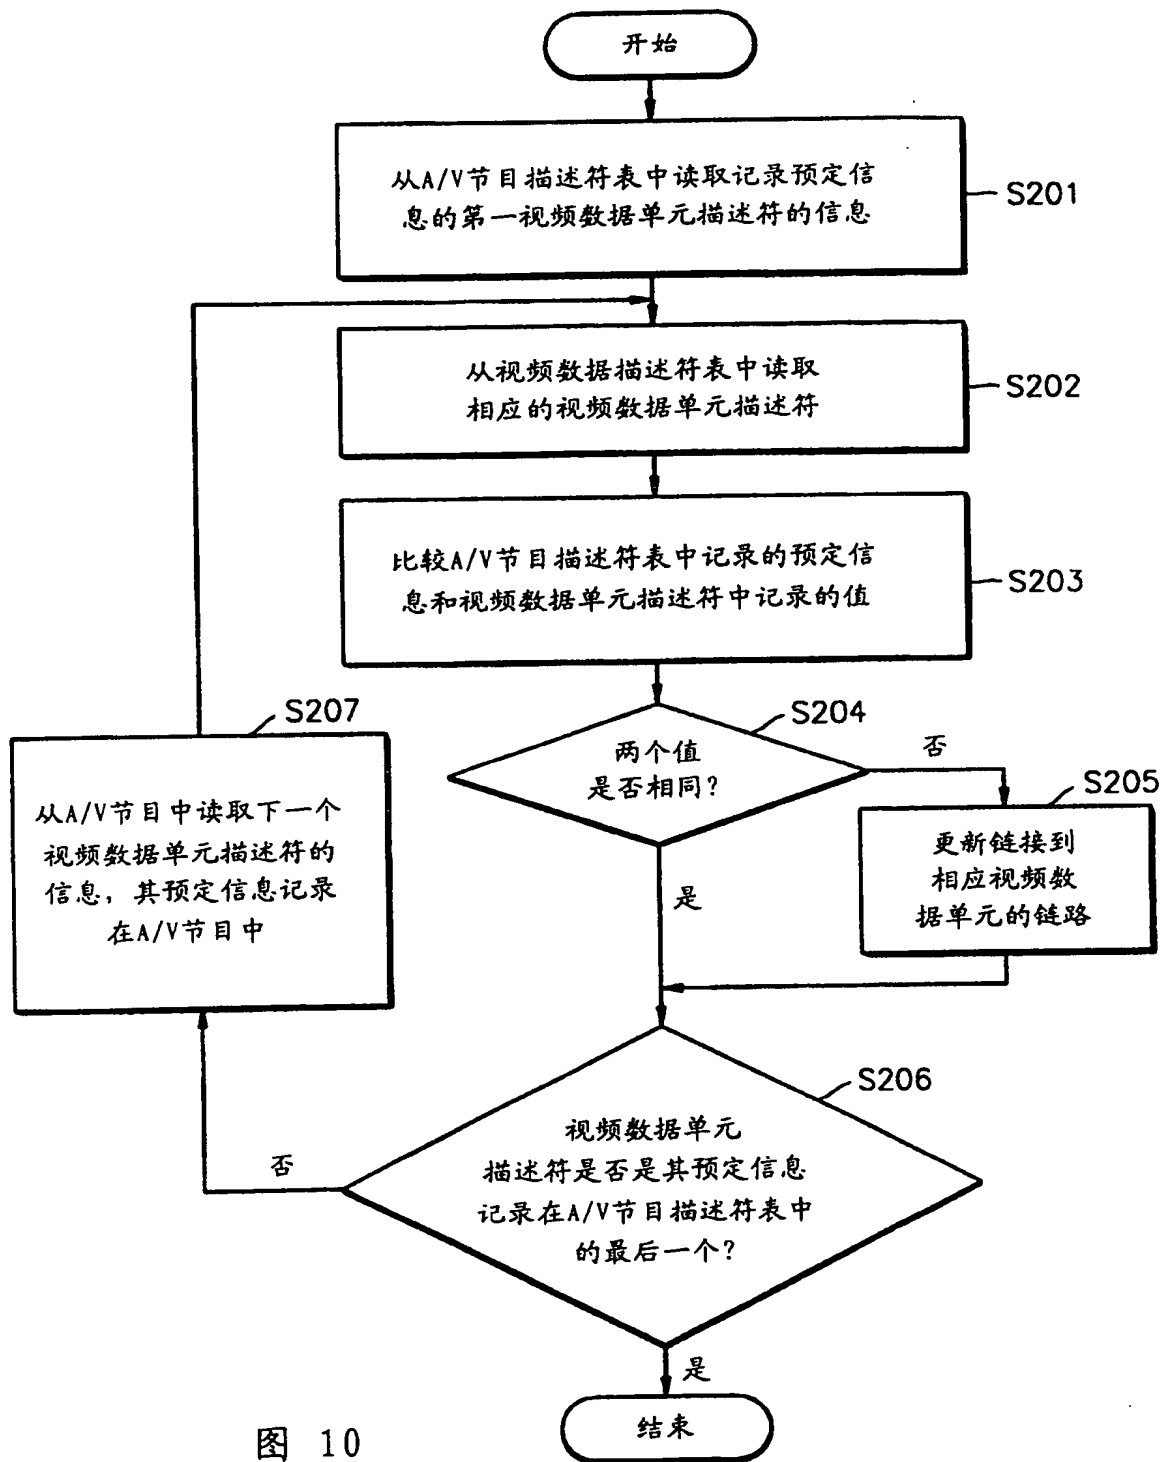 开始
从A/V节目描述符表中读取记录预定信
息的第一视频数据单元描述符的信息
S201
从视频数据描述符表中读取
相应的视频数据单元描述符
S202
比较A/V节目描述符表中记录的预定信
息和视频数据单元描述符中记录的值
S203
S204
两个值
是否相同?
否
是
S205
更新链接到
相应视频数
据单元的链路
S206
视频数据单元
描述符是否是其预定信息
记录在A/V节目描述符表中
的最后一个?
否
是
S207
从A/V节目中读取下一个
视频数据单元描述符的
信息,其预定信息记录
在A/V节目中
结束
图 10